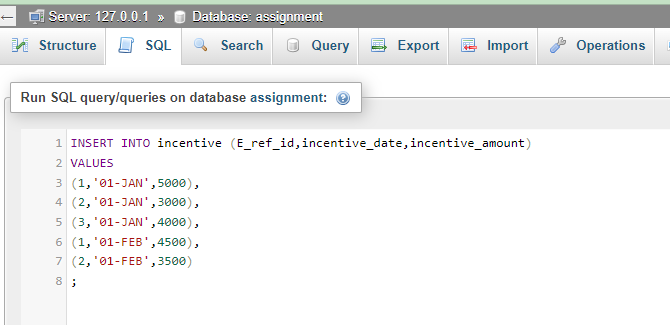 Server: 127.0.0.1 » Database: assignment
Structure SQL Search Query Export Import Operations
Run SQL query/queries on database assignment:
1 INSERT INTO incentive (E_ref_id,incentive_date,incentive_amount)
2 VALUES
3 (1,'01-JAN',5000),
4 (2,'01-JAN',3000),
5 (3,'01-JAN',4000),
6 (1,'01-FEB',4500),
7 (2,'01-FEB',3500)
8 ;